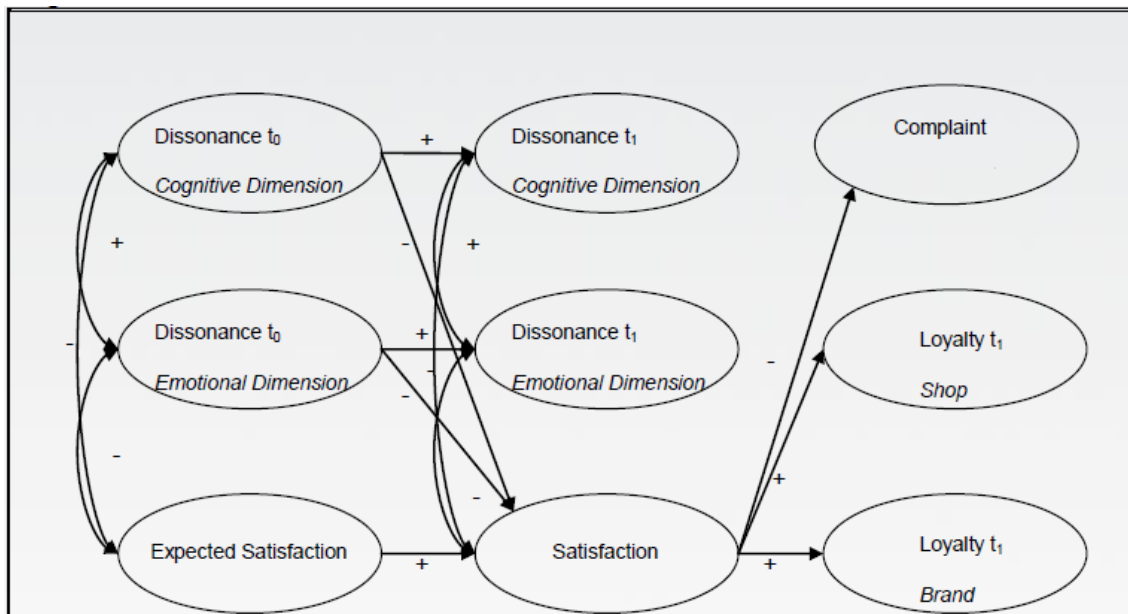 Dissonance t₀
Cognitive Dimension
+
Dissonance t₁
Cognitive Dimension
Complaint
+
-
+
-
Dissonance t₀
Emotional Dimension
+
-
-
Dissonance t₁
Emotional Dimension
-
Loyalty t₁
Shop
-
-
+
Expected Satisfaction
+
Satisfaction
+
Loyalty t₁
Brand